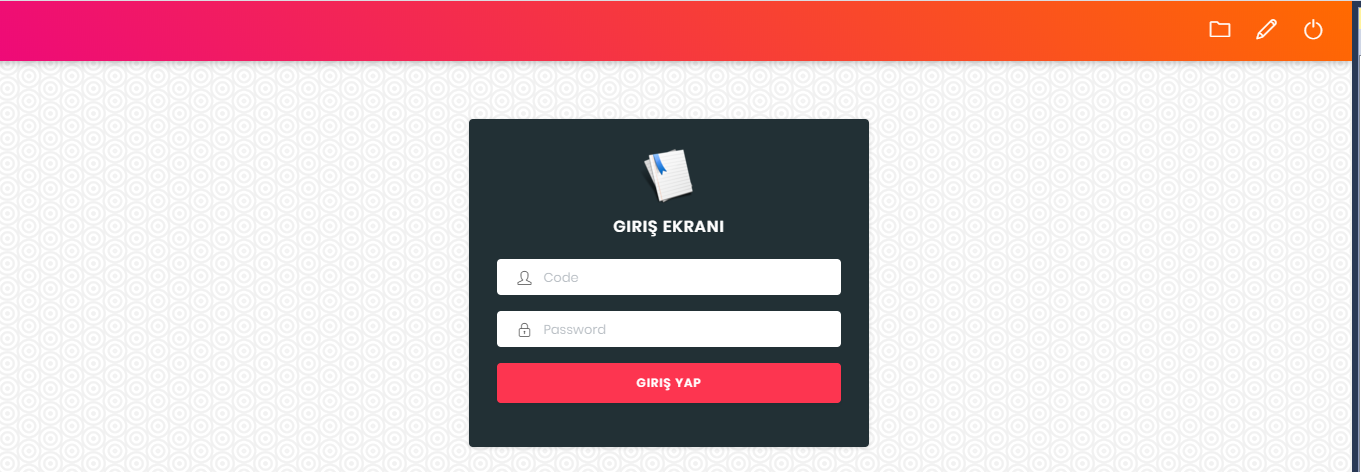 GIRIŞ EKRANI
Code
Password
GIRIŞ YAP